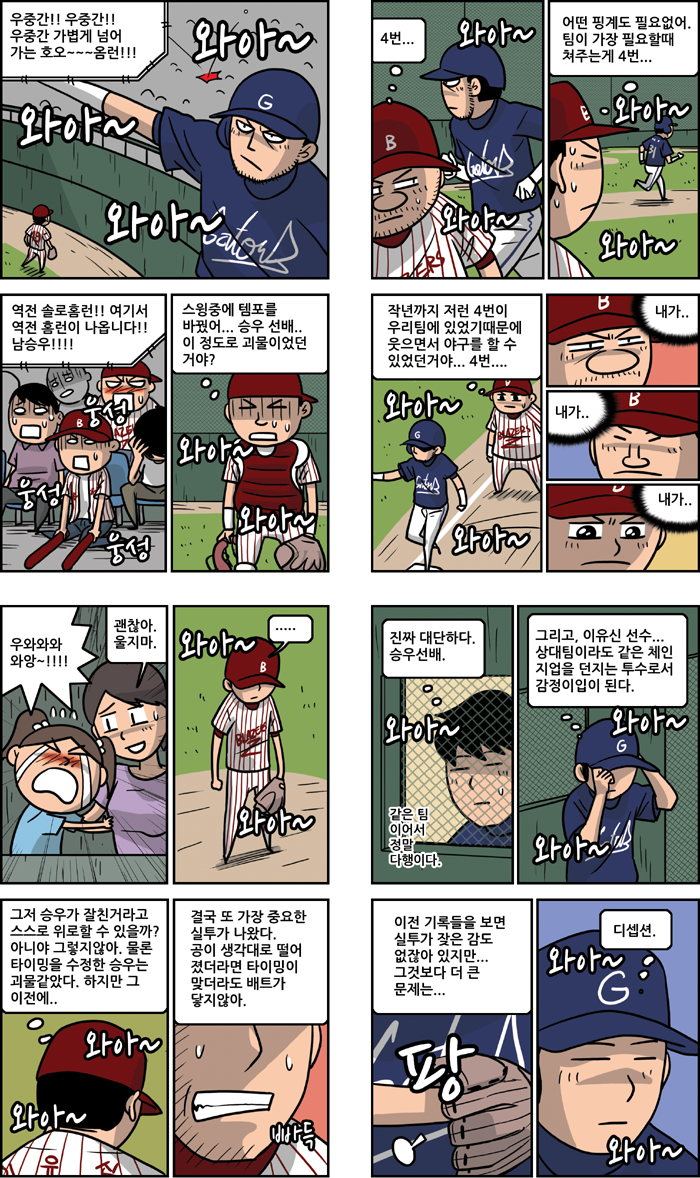 우중간!! 우중간!!
우중간 가볍게 넘어
가는 호오~~~옴런!!!
와아~
와아~
와아~
G
Gators
4번...
와아~
B
Gators
와아~
BLAZERS
어떤 핑계도 필요없어.
팀이 가장 필요할때
쳐주는게 4번...
와아~
B
와아~
역전 솔로홈런!! 여기서
역전 홈런이 나옵니다!!
남승우!!!!
웅성
B
웅성
웅성
스윙중에 템포를
바꿨어... 승우 선배..
이 정도로 괴물이었던
거야?
와아~
와아~
작년까지 저런 4번이
우리팀에 있었기때문에
웃으면서 야구를 할 수
있었던거야... 4번....
와아~
B
G
BLAZERS
Gators
와아~
내가..
B
내가..
B
내가..
B
우와와와
와앙~!!!!
괜찮아.
울지마.
.....
와아~
B
BLAZERS
와아~
진짜 대단하다.
승우선배.
와아~
같은 팀
이어서
정말
다행이다.
그리고, 이유신 선수...
상대팀이라도 같은 체인
지업을 던지는 투수로서
감정이입이 된다.
와아~
G
와아~
그저 승우가 잘친거라고
스스로 위로할 수 있을까?
아니야 그렇지않아. 물론
타이밍을 수정한 승우는
괴물같았다. 하지만 그
이전에..
와아~
와아~
유신
결국 또 가장 중요한
실투가 나왔다.
공이 생각대로 떨어
졌더라면 타이밍이
맞더라도 배트가
닿지않아.
빠득
이전 기록들을 보면
실투가 잦은 감도
없잖아 있지만...
그것보다 더 큰
문제는...
팡
디셉션.
와아~
G
와아~